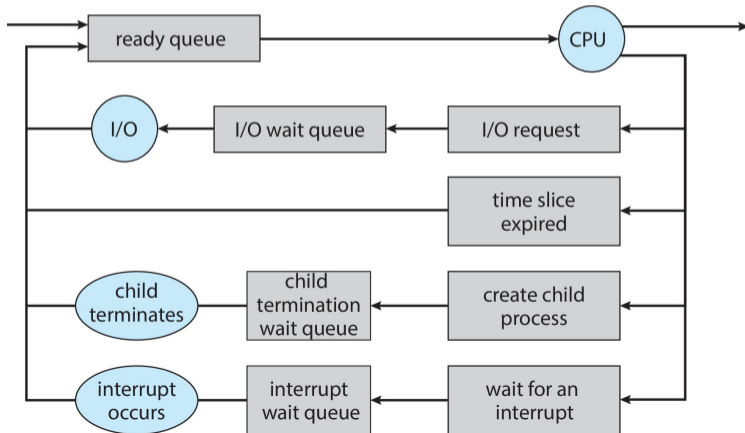 ready queue
CPU
I/O
I/O wait queue
I/O request
time slice
expired
child
terminates
child
termination
wait queue
create child
process
interrupt
occurs
interrupt
wait queue
wait for an
interrupt